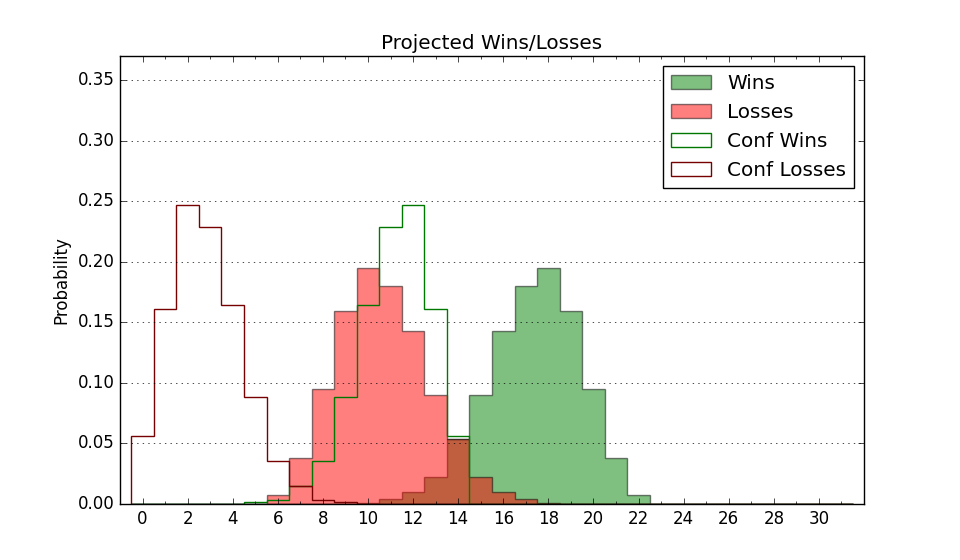 Projected Wins/Losses
Wins
Losses
Conf Wins
Conf Losses
Probability
0.35
0.30
0.25
0.20
0.15
0.10
0.05
0.00
0 2 4 6 8 10 12 14 16 18 20 22 24 26 28 30